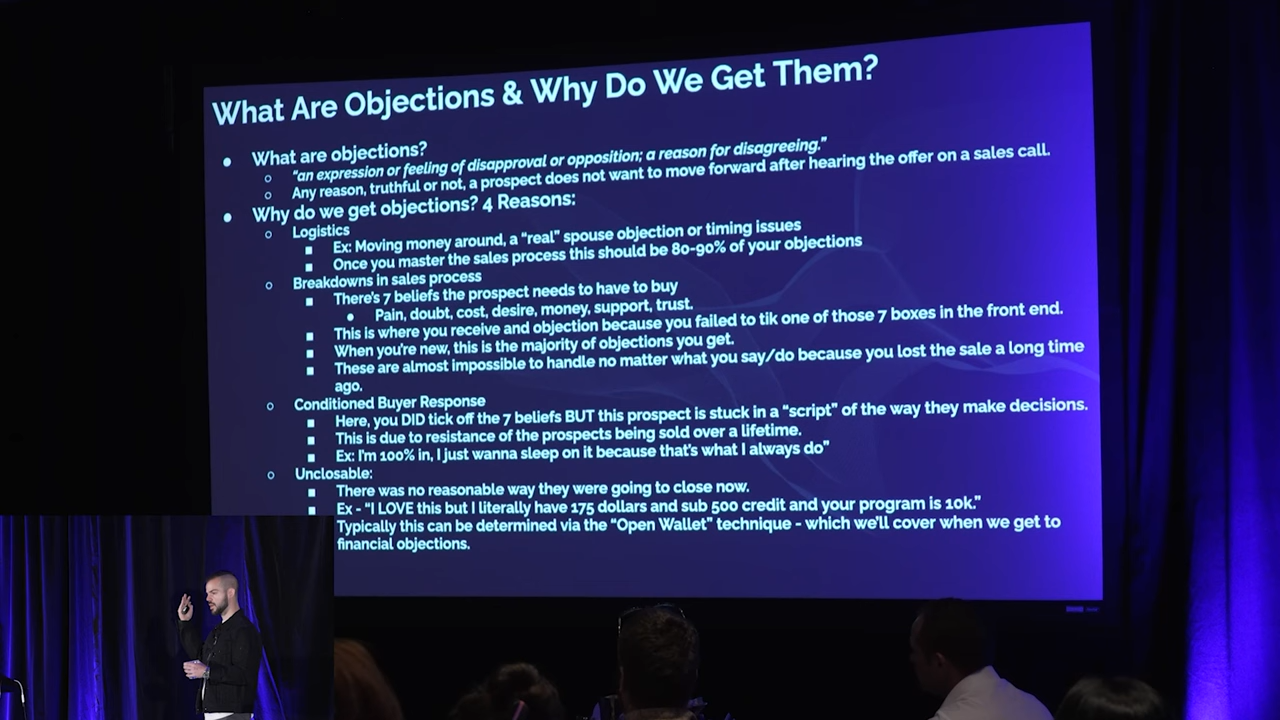 What Are Objections & Why Do We Get Them?
● What are objections?
○ "an expression or feeling of disapproval or opposition; a reason for disagreeing."
○ Any reason, truthful or not, a prospect does not want to move forward after hearing the offer on a sales call.
● Why do we get objections? 4 Reasons:
○ Logistics
■ Ex: Moving money around, a "real" spouse objection or timing issues
■ Once you master the sales process this should be 80-90% of your objections
○ Breakdowns in sales process
■ There's 7 beliefs the prospect needs to have to buy
● Pain, doubt, cost, desire, money, support, trust.
■ This is where you receive and objection because you failed to tik one of those 7 boxes in the front end.
■ When you're new, this is the majority of objections you get.
■ These are almost impossible to handle no matter what you say/do because you lost the sale a long time
ago.
○ Conditioned Buyer Response
■ Here, you DID tick off the 7 beliefs BUT this prospect is stuck in a "script" of the way they make decisions.
■ This is due to resistance of the prospects being sold over a lifetime.
■ Ex: I'm 100% in, I just wanna sleep on it because that's what I always do"
○ Unclosable:
■ There was no reasonable way they were going to close now.
■ Ex - "I LOVE this but I literally have 175 dollars and sub 500 credit and your program is 10k."
Typically this can be determined via the "Open Wallet" technique - which we'll cover when we get to
financial objections.